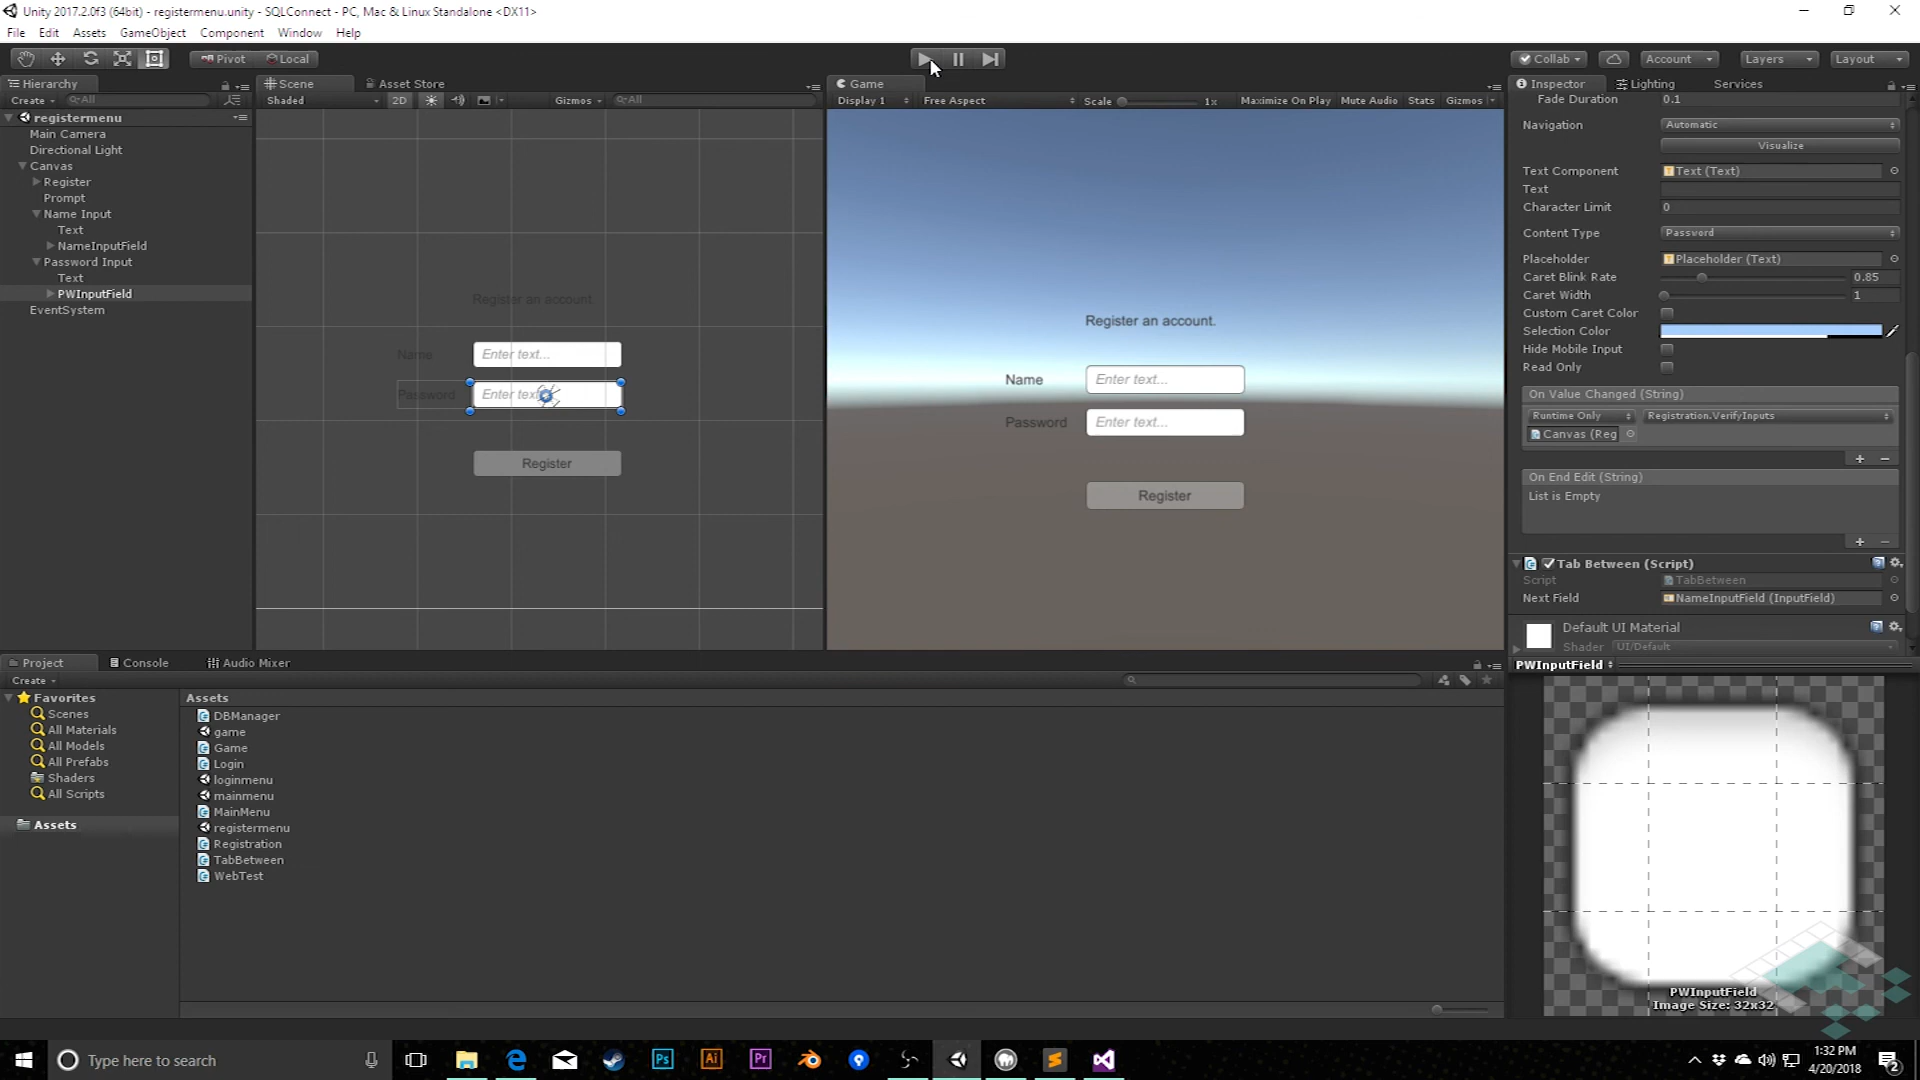 Unity 2017.2.0f3 (64bit) - registermenu.unity - SQLConnect - PC, Mac & Linux Standalone <DX11>
File Edit Assets GameObject Component Window Help
Pivot Local
Collab Account Layers Layout
Hierarchy
Create All
registermenu
Main Camera
Directional Light
Canvas
Register
Prompt
Name Input
Text
NameInputField
Password Input
Text
PWInputField
EventSystem
Scene Asset Store
Shaded 2D Gizmos All
Register an account.
Name Enter text...
Password Enter text
Register
Game
Display 1 Free Aspect Scale 1x Maximize On Play Mute Audio Stats Gizmos
Register an account.
Name Enter text...
Password Enter text...
Register
Inspector Lighting Services
Fade Duration 0.1
Navigation Automatic
Visualize
Text Component Text (Text)
Text
Character Limit 0
Content Type Password
Placeholder Placeholder (Text)
Caret Blink Rate 0.85
Caret Width 1
Custom Caret Color
Selection Color
Hide Mobile Input
Read Only
On Value Changed (String)
Runtime Only Registration.VerifyInputs
Canvas (Reg
On End Edit (String)
List is Empty
Tab Between (Script)
Script TabBetween
Next Field NameInputField (InputField)
Default UI Material
Shader UI/Default
PWInputField
PWInputField
Image Size: 32x32
Project Console Audio Mixer
Create
Favorites
Scenes
All Materials
All Models
All Prefabs
Shaders
All Scripts
Assets
Assets
DBManager
game
Game
Login
loginmenu
mainmenu
MainMenu
registermenu
Registration
TabBetween
WebTest
Type here to search
Ps Ai Pr
1:32 PM
4/20/2018
2